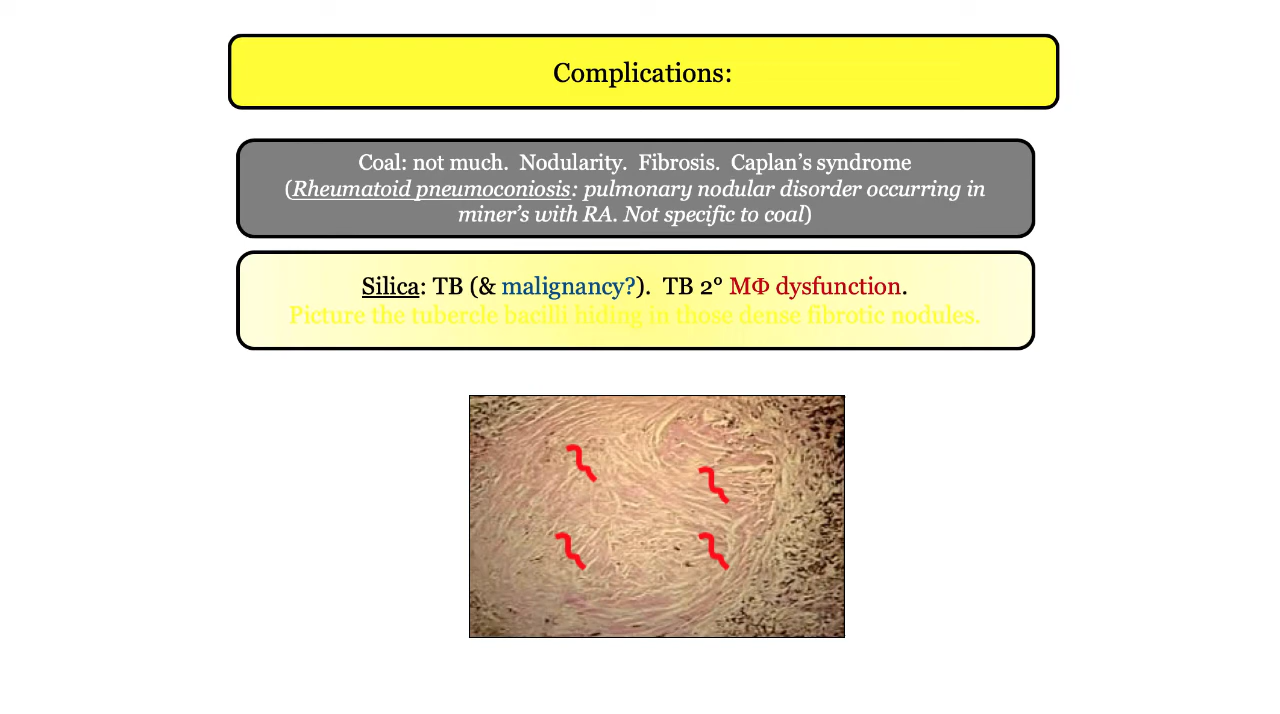 Complications:
Coal: not much.  Nodularity.  Fibrosis.  Caplan’s syndrome
(Rheumatoid pneumoconiosis: pulmonary nodular disorder occurring in
miner’s with RA. Not specific to coal)
Silica: TB (& malignancy?).  TB 2° MΦ dysfunction.
Picture the tubercle bacilli hiding in those dense fibrotic nodules.